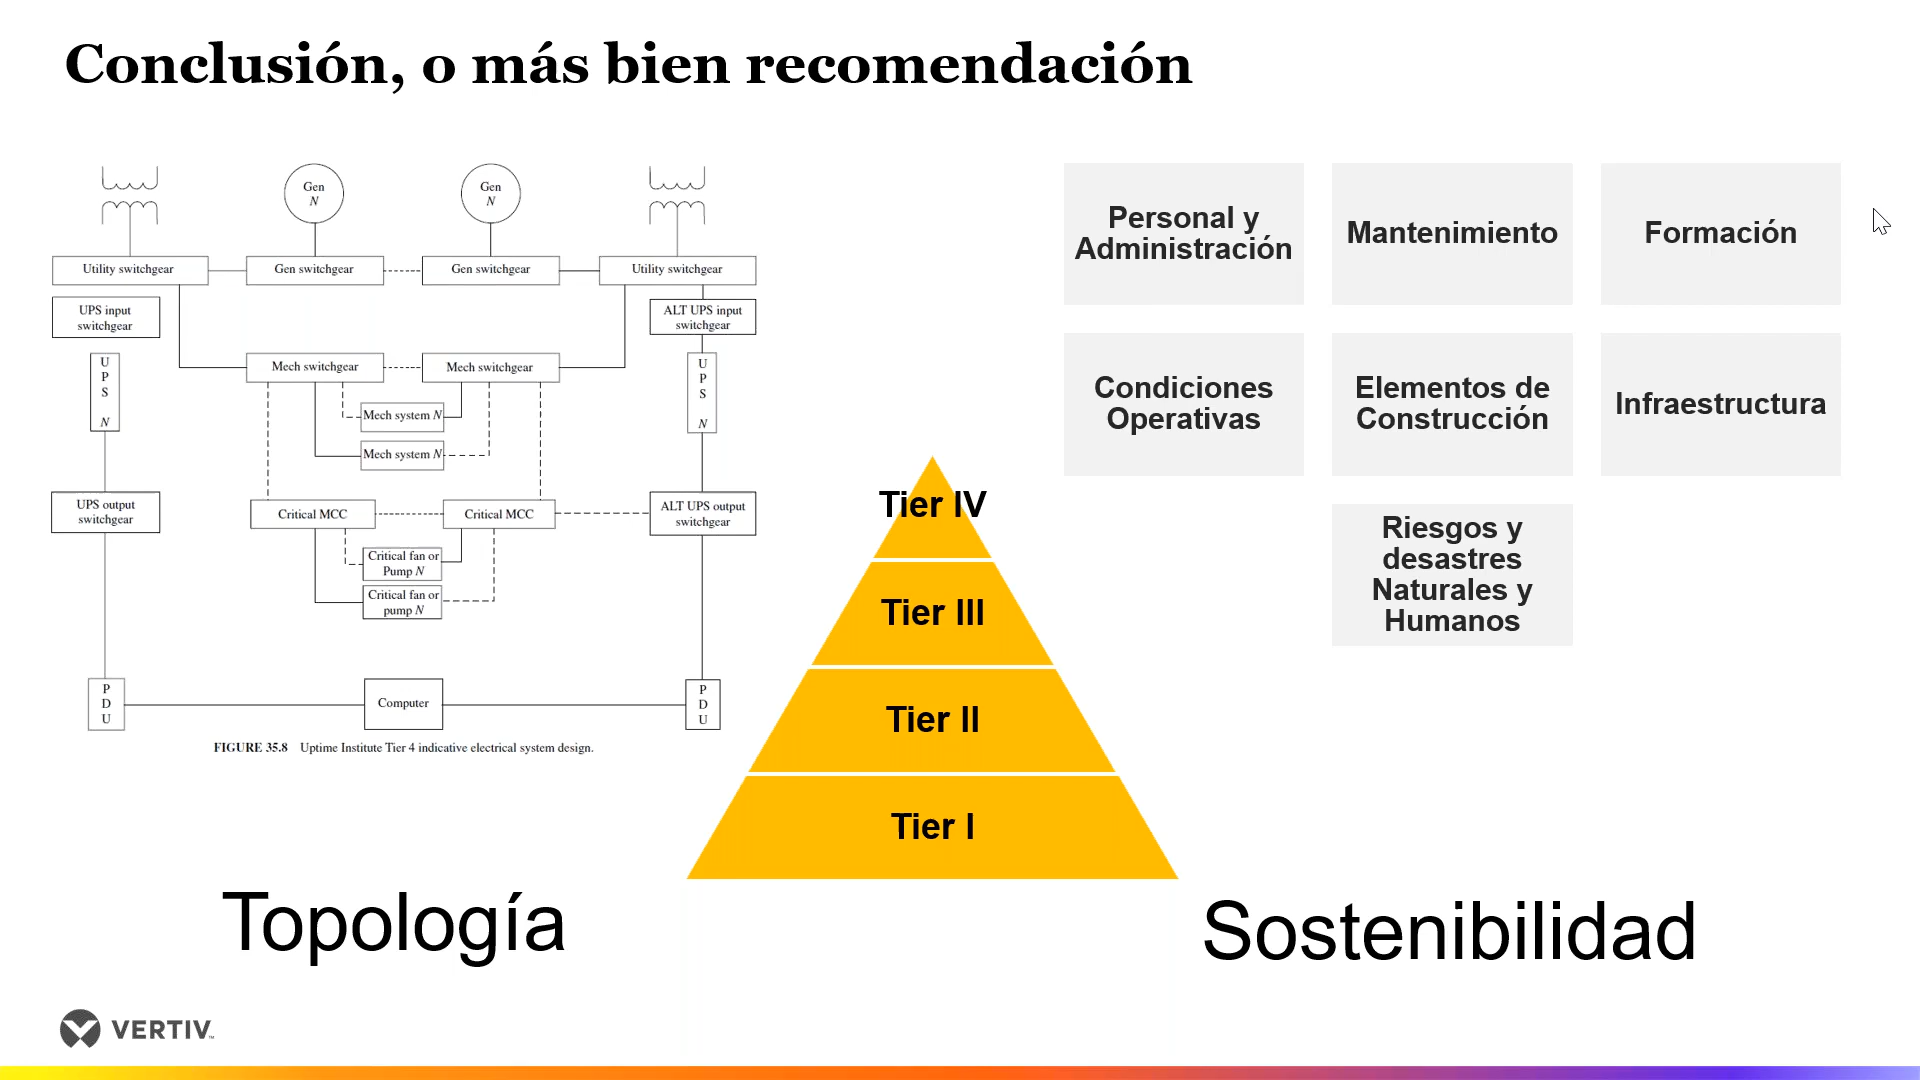 Conclusión, o más bien recomendación
Gen
N
Gen
N
Utility switchgear
Gen switchgear
Gen switchgear
Utility switchgear
UPS input
switchgear
ALT UPS input
switchgear
U
P
S
N
Mech switchgear
Mech switchgear
U
P
S
N
Mech system N
Mech system N
UPS output
switchgear
Critical MCC
Critical MCC
ALT UPS output
switchgear
Critical fan or
Pump N
Critical fan or
pump N
P
D
U
Computer
P
D
U
FIGURE 35.8 Uptime Institute Tier 4 indicative electrical system design.
Topología
Tier IV
Tier III
Tier II
Tier I
Personal y
Administración
Mantenimiento
Formación
Condiciones
Operativas
Elementos de
Construcción
Infraestructura
Riesgos y
desastres
Naturales y
Humanos
Sostenibilidad
VERTIV™